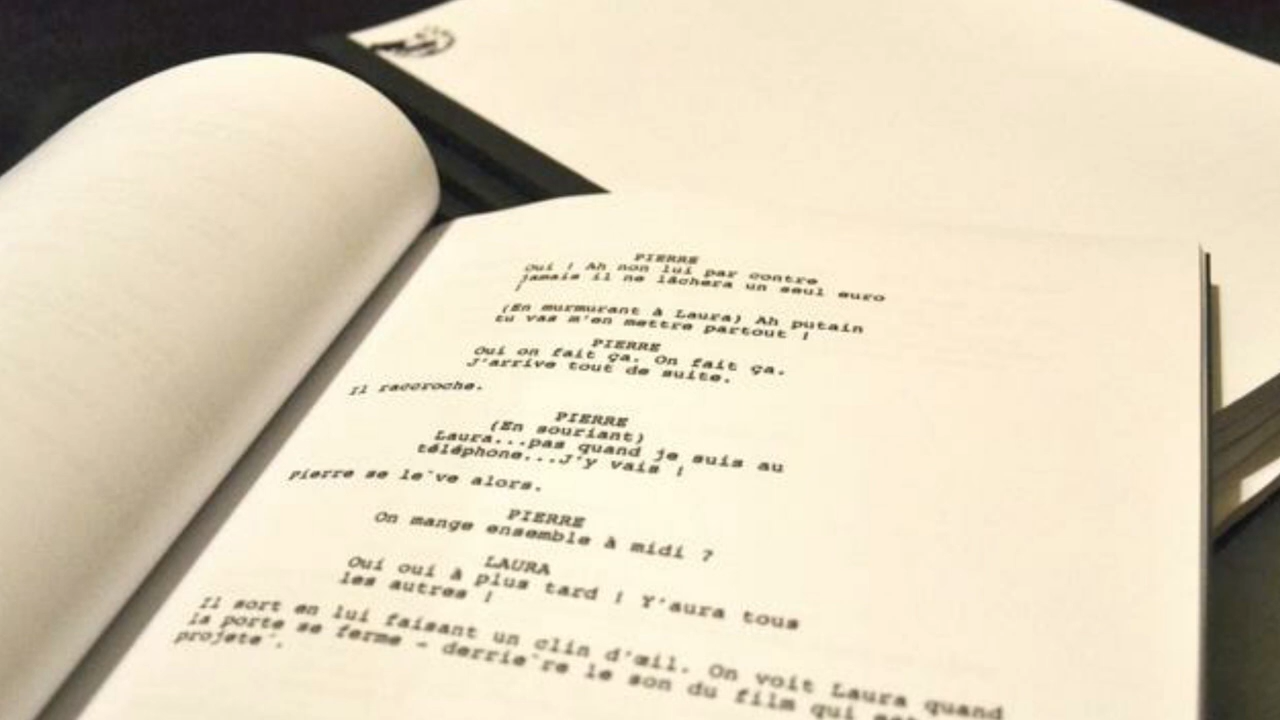 PIERRE
Oui ! Ah non lui par contre
jamais il ne lâchera un seul euro
!
(En murmurant à Laura) Ah putain
tu vas m'en mettre partout !
PIERRE
Oui on fait ça. On fait ça.
J'arrive tout de suite.
Il raccroche.
PIERRE
(En souriant)
Laura...pas quand je suis au
téléphone...J'y vais !
Pierre se le`ve alors.
PIERRE
On mange ensemble à midi ?
LAURA
Oui oui à plus tard ! Y'aura tous
les autres !
Il sort en lui faisant un clin d'œil. On voit Laura quand
la porte se ferme - derrie`re le son du film qui
projete´.